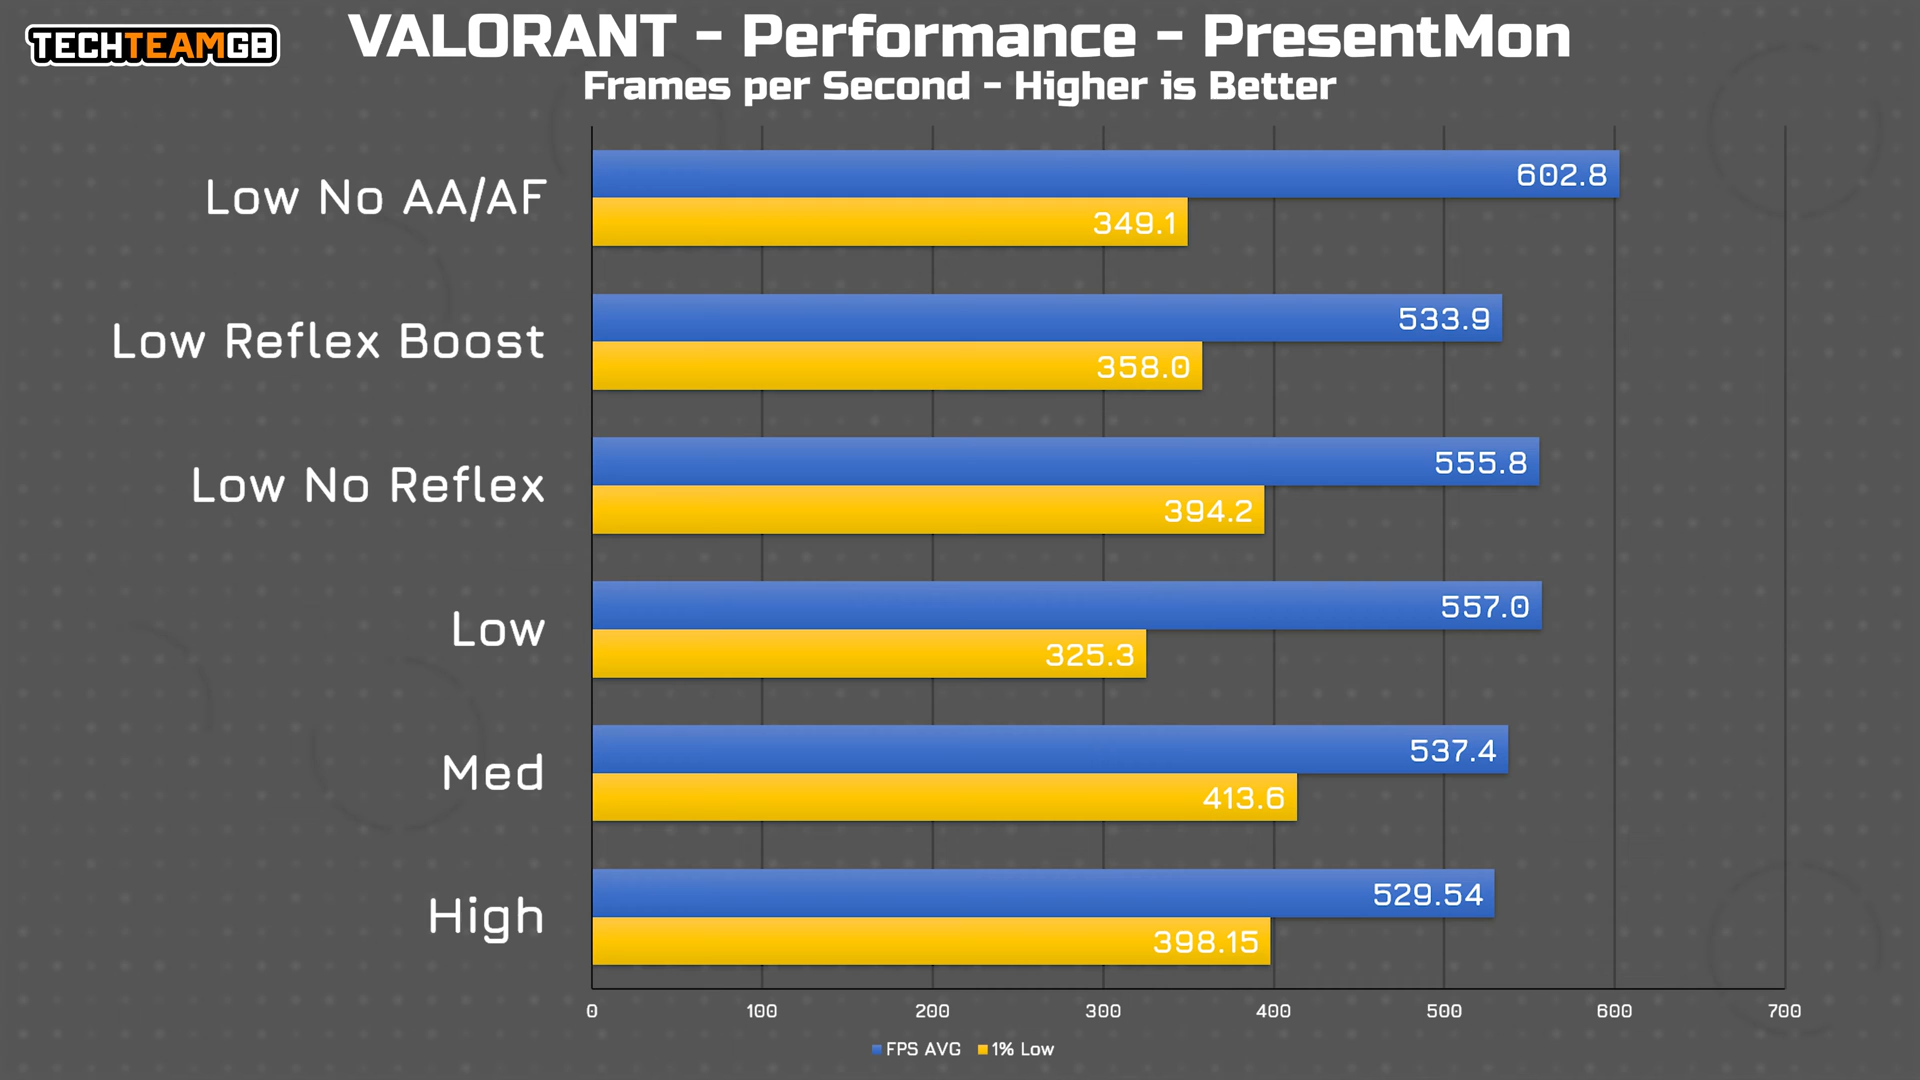 TECHTEAMGB
VALORANT - Performance - PresentMon
Frames per Second - Higher is Better
Low No AA/AF
602.8
349.1
Low Reflex Boost
533.9
358.0
Low No Reflex
555.8
394.2
Low
557.0
325.3
Med
537.4
413.6
High
529.54
398.15
0 100 200 300 400 500 600 700
FPS AVG 1% Low